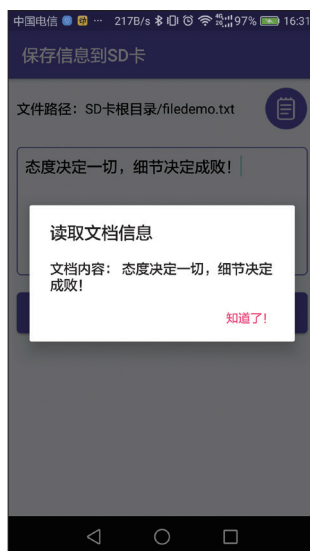 中国电信 ··· 217B/s 97% 16:31
保存信息到SD卡
文件路径：SD卡根目录/filedemo.txt
态度决定一切，细节决定成败！
读取文档信息
文档内容： 态度决定一切，细节决定
成败！
知道了！